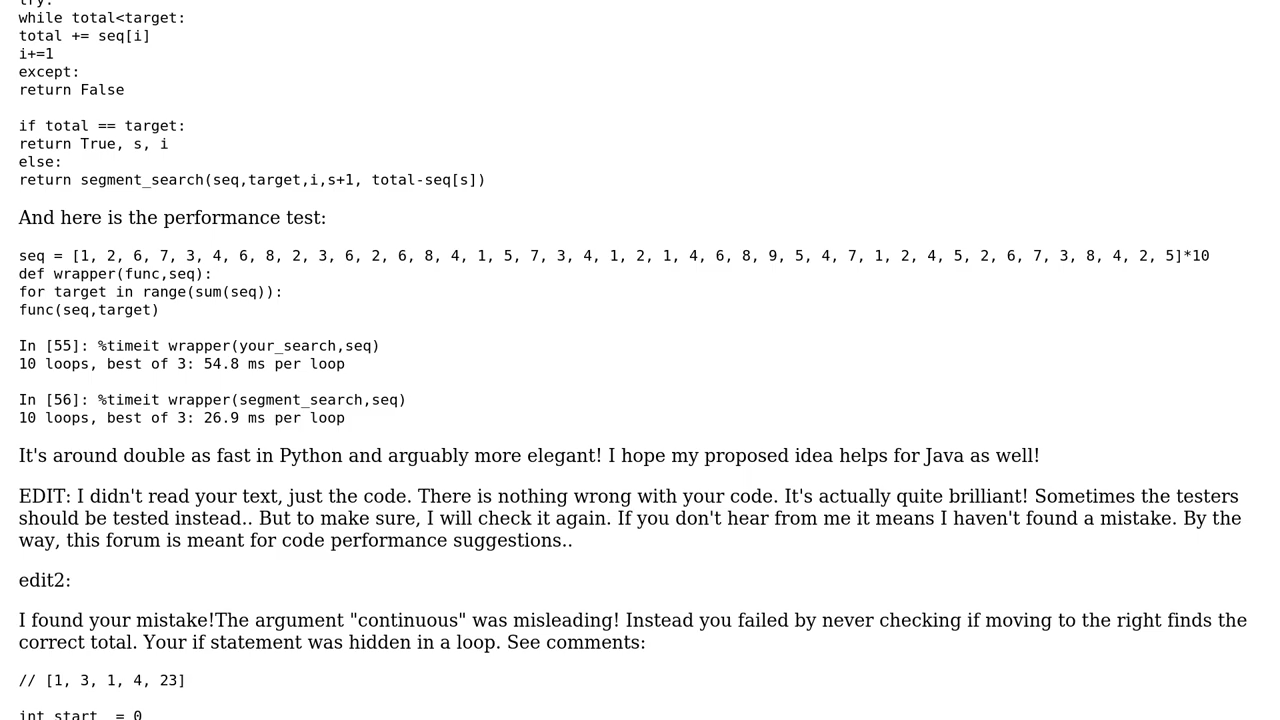 try:
while total<target:
total += seq[i]
i+=1
except:
return False
if total == target:
return True, s, i
else:
return segment_search(seq,target,i,s+1, total-seq[s])
And here is the performance test:
seq = [1, 2, 6, 7, 3, 4, 6, 8, 2, 3, 6, 2, 6, 8, 4, 1, 5, 7, 3, 4, 1, 2, 1, 4, 6, 8, 9, 5, 4, 7, 1, 2, 4, 5, 2, 6, 7, 3, 8, 4, 2, 5]*10
def wrapper(func,seq):
for target in range(sum(seq)):
func(seq,target)
In [55]: %timeit wrapper(your_search,seq)
10 loops, best of 3: 54.8 ms per loop
In [56]: %timeit wrapper(segment_search,seq)
10 loops, best of 3: 26.9 ms per loop
It's around double as fast in Python and arguably more elegant! I hope my proposed idea helps for Java as well!
EDIT: I didn't read your text, just the code. There is nothing wrong with your code. It's actually quite brilliant! Sometimes the testers
should be tested instead.. But to make sure, I will check it again. If you don't hear from me it means I haven't found a mistake. By the
way, this forum is meant for code performance suggestions..
edit2:
I found your mistake!The argument "continuous" was misleading! Instead you failed by never checking if moving to the right finds the
correct total. Your if statement was hidden in a loop. See comments:
// [1, 3, 1, 4, 23]
int start  = 0